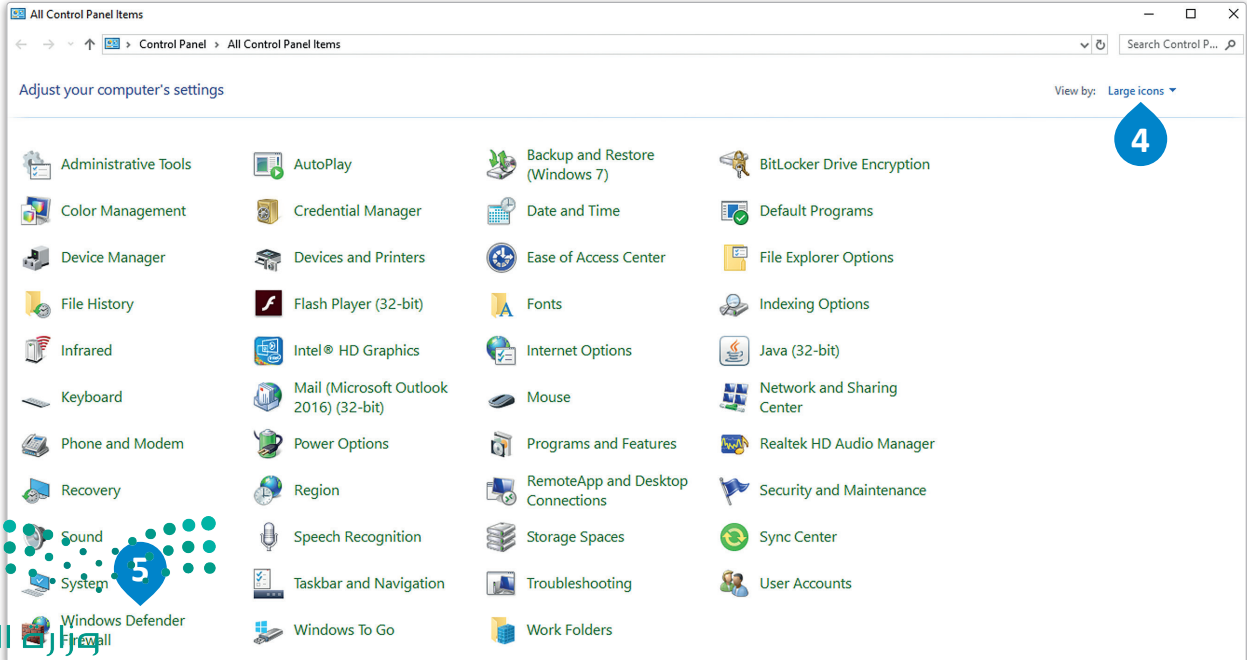 All Control Panel Items
Control Panel > All Control Panel Items
Search Control P...
Adjust your computer's settings
View by: Large icons
4
Administrative Tools
AutoPlay
Backup and Restore
(Windows 7)
BitLocker Drive Encryption
Color Management
Credential Manager
Date and Time
Default Programs
Device Manager
Devices and Printers
Ease of Access Center
File Explorer Options
File History
Flash Player (32-bit)
Fonts
Indexing Options
Infrared
Intel® HD Graphics
Internet Options
Java (32-bit)
Keyboard
Mail (Microsoft Outlook
2016) (32-bit)
Mouse
Network and Sharing
Center
Phone and Modem
Power Options
Programs and Features
Realtek HD Audio Manager
Recovery
Region
RemoteApp and Desktop
Connections
Security and Maintenance
Sound
Speech Recognition
Storage Spaces
Sync Center
System
5
Taskbar and Navigation
Troubleshooting
User Accounts
Windows Defender
Firewall
Windows To Go
Work Folders
وزارة